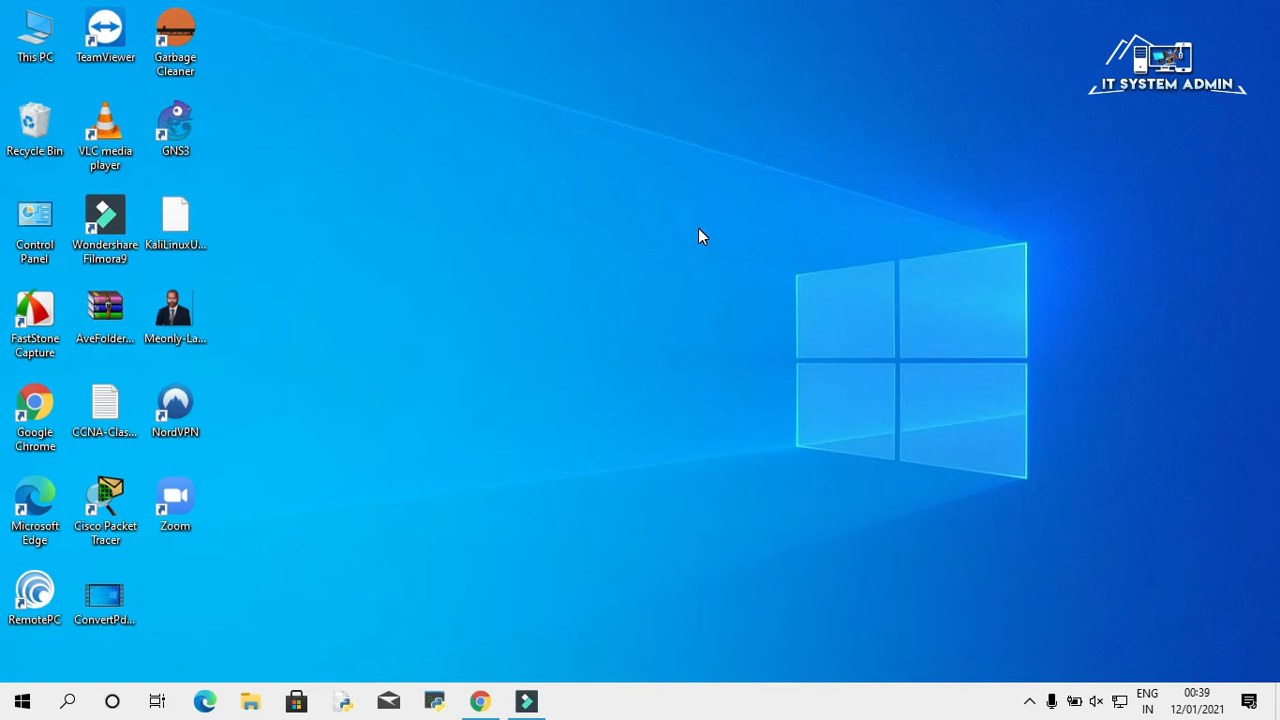 This PC
TeamViewer
Garbage
Cleaner
Recycle Bin
VLC media
player
GNS3
Control
Panel
Wondershare
Filmora9
KaliLinuxU...
FastStone
Capture
AveFolder...
Meonly-La...
Google
Chrome
CCNA-Clas...
NordVPN
Microsoft
Edge
Cisco Packet
Tracer
Zoom
RemotePC
ConvertPd...
IT SYSTEM ADMIN
ENG
IN
00:39
12/01/2021